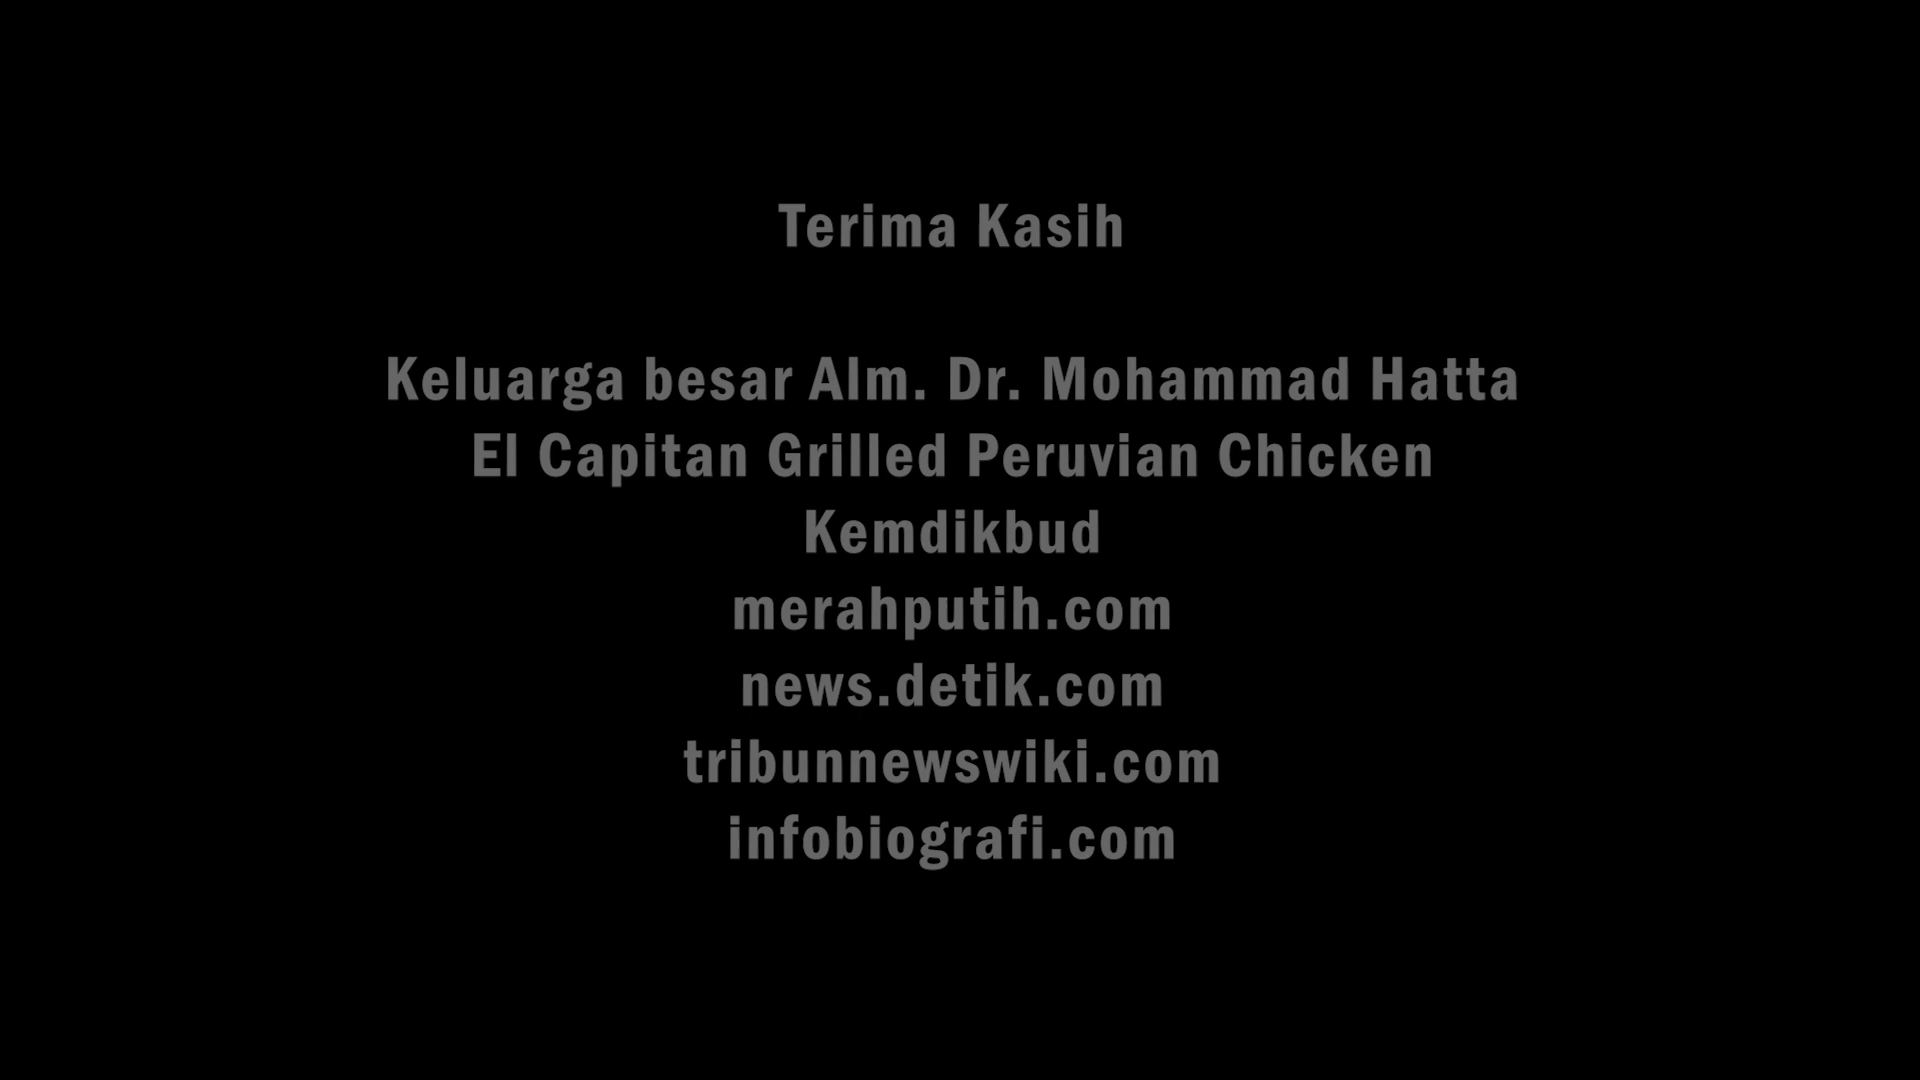 Terima Kasih
Keluarga besar Alm. Dr. Mohammad Hatta
El Capitan Grilled Peruvian Chicken
Kemdikbud
merahputih.com
news.detik.com
tribunnewswiki.com
infobiografi.com